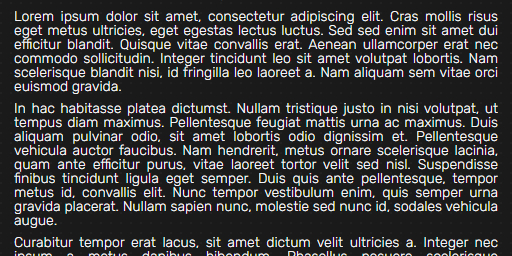 Lorem ipsum dolor sit amet, consectetur adipiscing elit. Cras mollis risus
eget metus ultricies, eget egestas lectus luctus. Sed sed enim sit amet dui
efficitur blandit. Quisque vitae convallis erat. Aenean ullamcorper erat nec
commodo sollicitudin. Integer tincidunt leo sit amet volutpat lobortis. Nam
scelerisque blandit nisi, id fringilla leo laoreet a. Nam aliquam sem vitae orci
euismod gravida.
In hac habitasse platea dictumst. Nullam tristique justo in nisi volutpat, ut
tempus diam maximus. Pellentesque feugiat mattis urna ac maximus. Duis
aliquam pulvinar odio, sit amet lobortis odio dignissim et. Pellentesque
vehicula auctor faucibus. Nam hendrerit, metus ornare scelerisque lacinia,
quam ante efficitur purus, vitae laoreet tortor velit sed nisl. Suspendisse
finibus tincidunt ligula eget semper. Duis quis ante pellentesque, tempor
metus id, convallis elit. Nunc tempor vestibulum enim, quis semper urna
gravida placerat. Nullam sapien nunc, molestie sed nunc id, sodales vehicula
augue.
Curabitur tempor erat lacus, sit amet dictum velit ultricies a. Integer nec
ipsum a metus dapibus bibendum. Phasellus posuere scelerisque